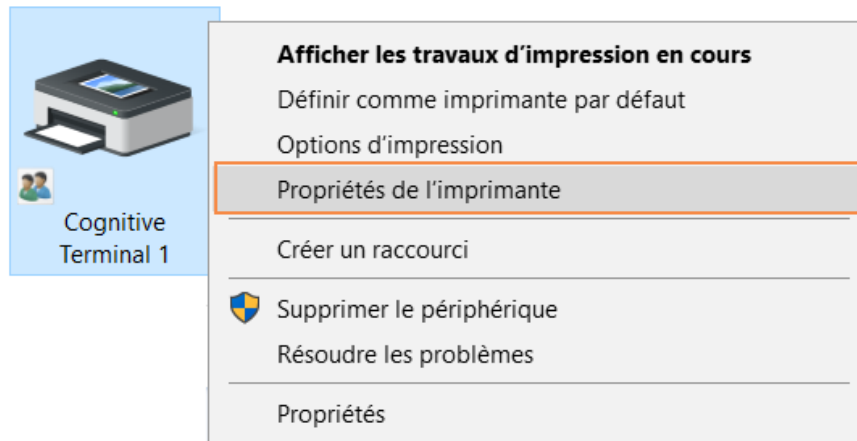 Afficher les travaux d’impression en cours
Définir comme imprimante par défaut
Options d’impression
Propriétés de l’imprimante
Cognitive
Terminal 1
Créer un raccourci
Supprimer le périphérique
Résoudre les problèmes
Propriétés